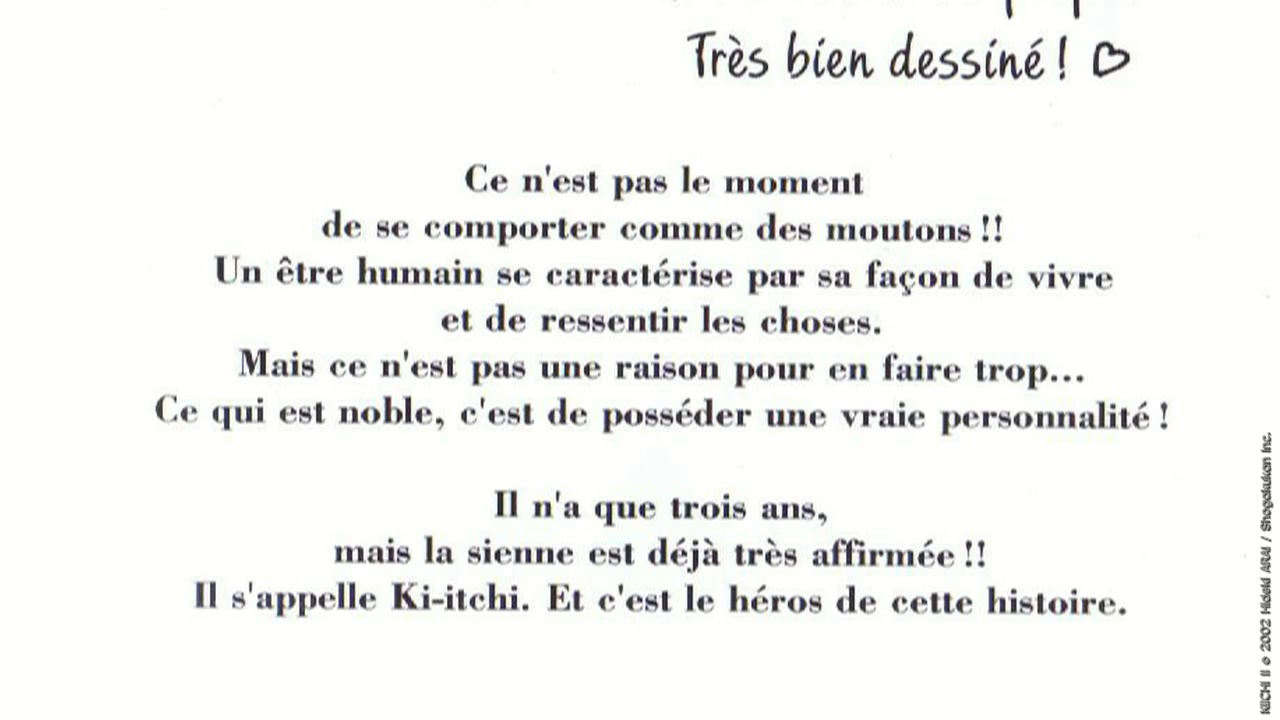 Très bien dessiné ! ♡
Ce n'est pas le moment
de se comporter comme des moutons !!
Un être humain se caractérise par sa façon de vivre
et de ressentir les choses.
Mais ce n'est pas une raison pour en faire trop...
Ce qui est noble, c'est de posséder une vraie personnalité !
Il n'a que trois ans,
mais la sienne est déjà très affirmée !!
Il s'appelle Ki-itchi. Et c'est le héros de cette histoire.
KIICHI !! © 2002 Hideki ARAI / Shogakukan Inc.